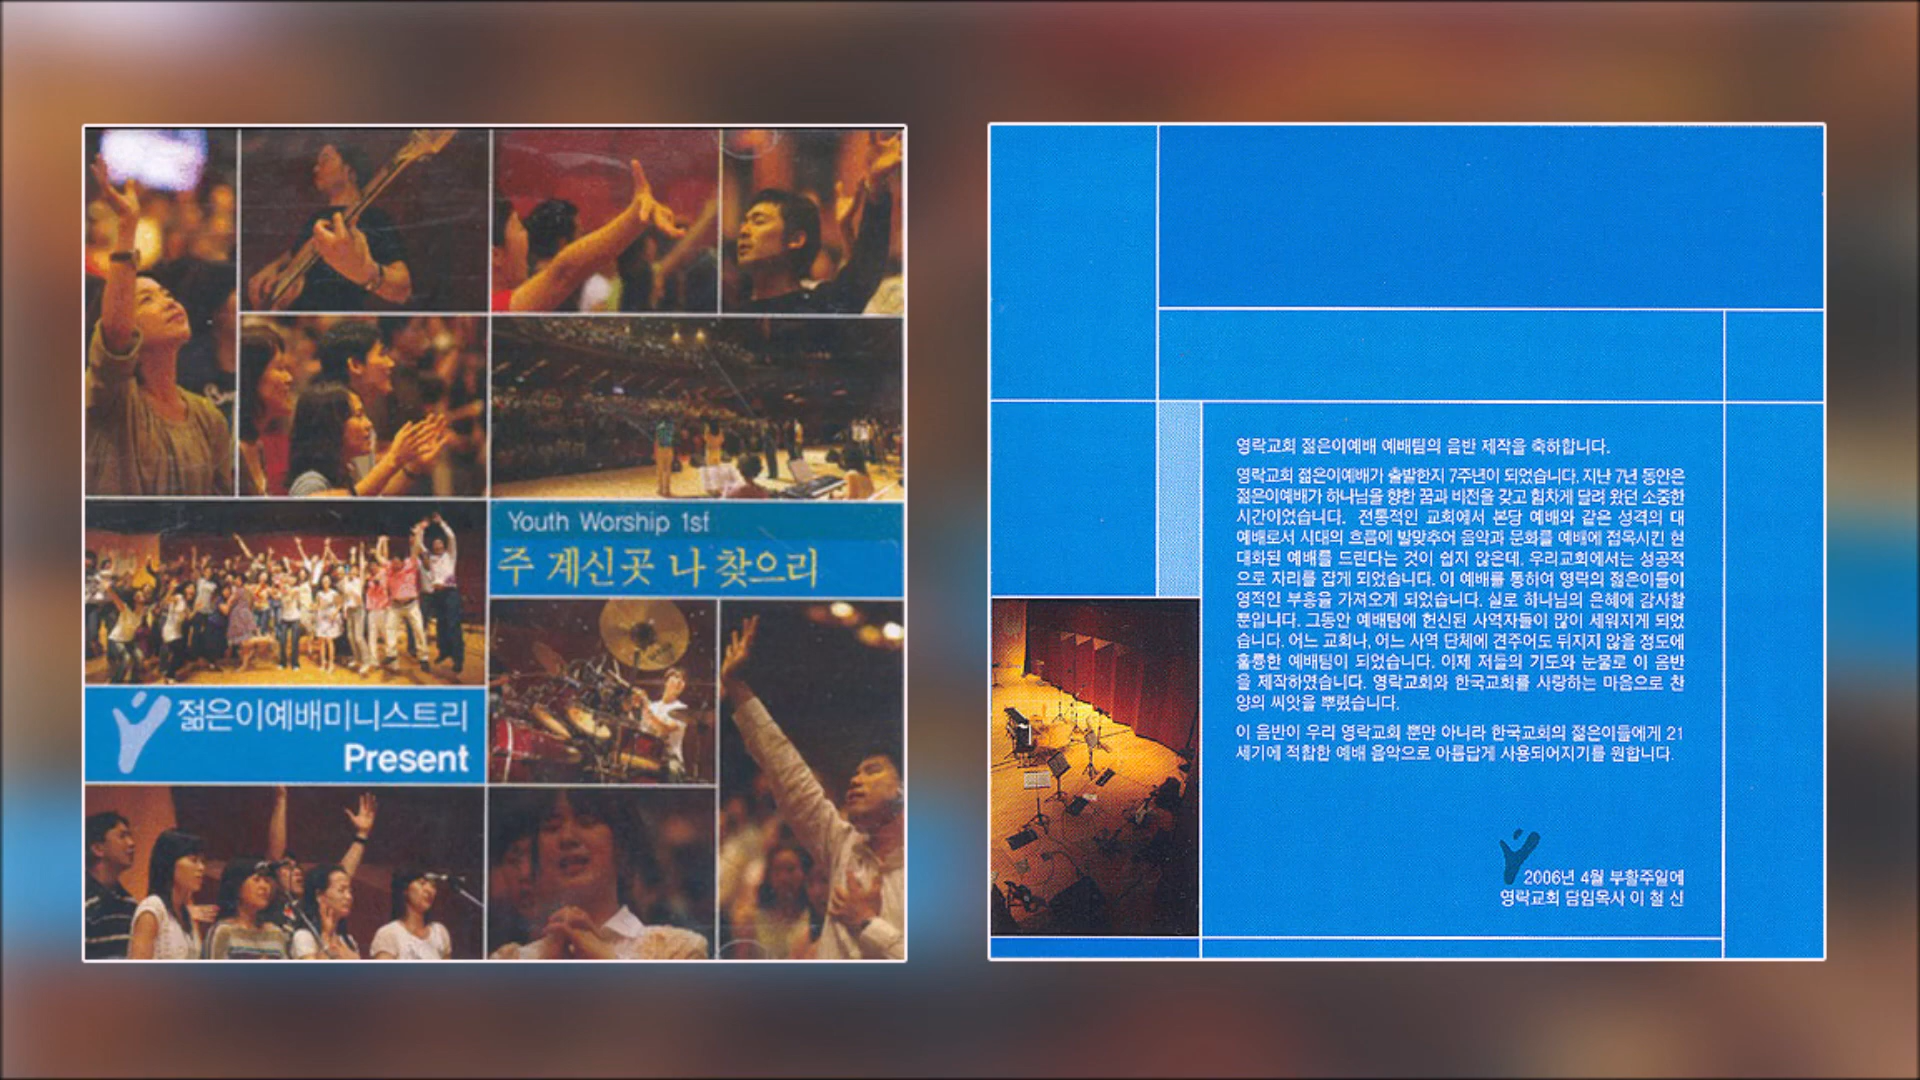 Youth Worship 1st
주 계신곳 나 찾으리
젊은이예배미니스트리
Present
영락교회 젊은이예배 예배팀의 음반 제작을 축하합니다.
영락교회 젊은이예배가 출발한지 7주년이 되었습니다. 지난 7년 동안은
젊은이예배가 하나님을 향한 꿈과 비전을 갖고 힘차게 달려 왔던 소중한
시간이었습니다. 전통적인 교회에서 본당 예배와 같은 성격의 대
예배로서 시대의 흐름에 발맞추어 음악과 문화를 예배에 접목시킨 현
대화된 예배를 드린다는 것이 쉽지 않은데, 우리교회에서는 성공적
으로 자리를 잡게 되었습니다. 이 예배를 통하여 영락의 젊은이들이
영적인 부흥을 가져오게 되었습니다. 실로 하나님의 은혜에 감사할
뿐입니다. 그동안 예배팀에 헌신된 사역자들이 많이 세워지게 되었
습니다. 어느 교회나, 어느 사역 단체에 견주어도 뒤지지 않을 정도에
훌륭한 예배팀이 되었습니다. 이제 저들의 기도와 눈물로 이 음반
을 제작하였습니다. 영락교회와 한국교회를 사랑하는 마음으로 찬
양의 씨앗을 뿌렸습니다.
이 음반이 우리 영락교회 뿐만 아니라 한국교회의 젊은이들에게 21
세기에 적합한 예배 음악으로 아름답게 사용되어지기를 원합니다.
2006년 4월 부활주일에
영락교회 담임목사 이 철 신